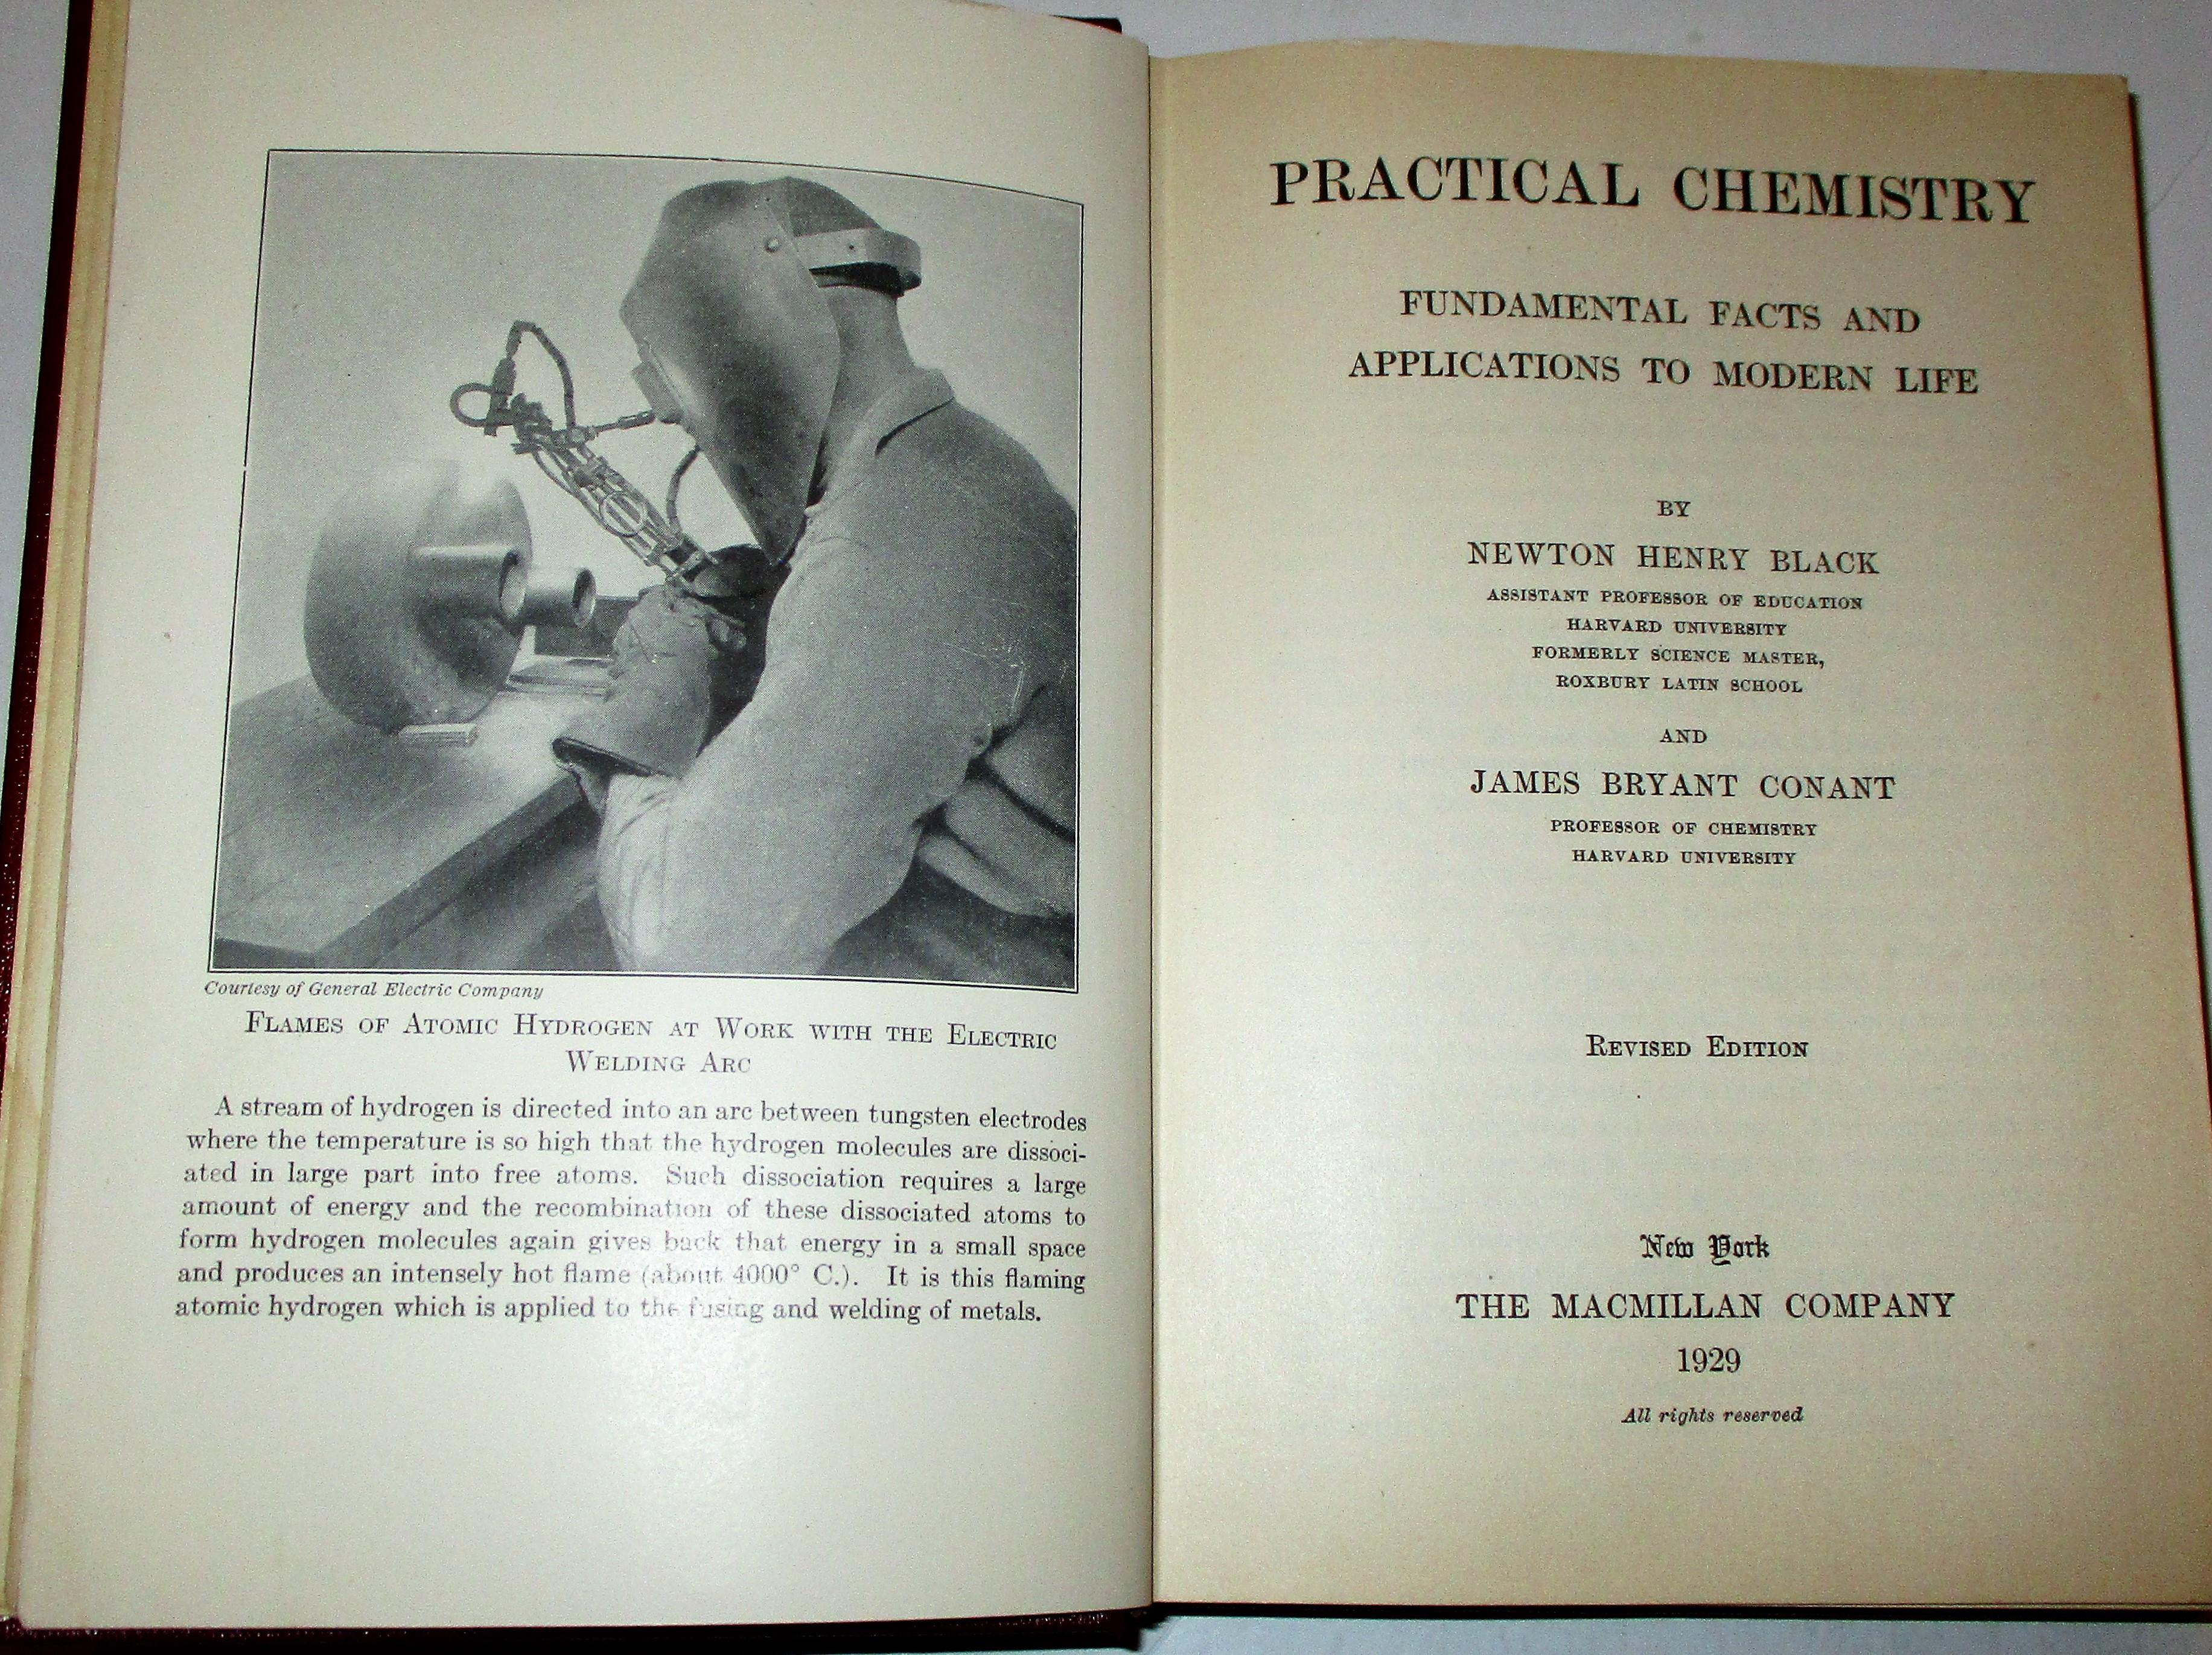 Courtesy of General Electric Company
FLAMES OF ATOMIC HYDROGEN AT WORK WITH THE ELECTRIC
WELDING ARC
A stream of hydrogen is directed into an arc between tungsten electrodes
where the temperature is so high that the hydrogen molecules are dissoci-
ated in large part into free atoms. Such dissociation requires a large
amount of energy and the recombination of these dissociated atoms to
form hydrogen molecules again gives back that energy in a small space
and produces an intensely hot flame (about 4000° C.). It is this flaming
atomic hydrogen which is applied to the fusing and welding of metals.
PRACTICAL CHEMISTRY
FUNDAMENTAL FACTS AND
APPLICATIONS TO MODERN LIFE
BY
NEWTON HENRY BLACK
ASSISTANT PROFESSOR OF EDUCATION
HARVARD UNIVERSITY
FORMERLY SCIENCE MASTER,
ROXBURY LATIN SCHOOL
AND
JAMES BRYANT CONANT
PROFESSOR OF CHEMISTRY
HARVARD UNIVERSITY
REVISED EDITION
New York
THE MACMILLAN COMPANY
1929
All rights reserved